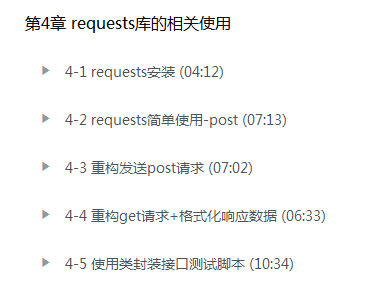 第4章 requests库的相关使用
4-1 requests安装 (04:12)
4-2 requests简单使用-post (07:13)
4-3 重构发送post请求 (07:02)
4-4 重构get请求+格式化响应数据 (06:33)
4-5 使用类封装接口测试脚本 (10:34)